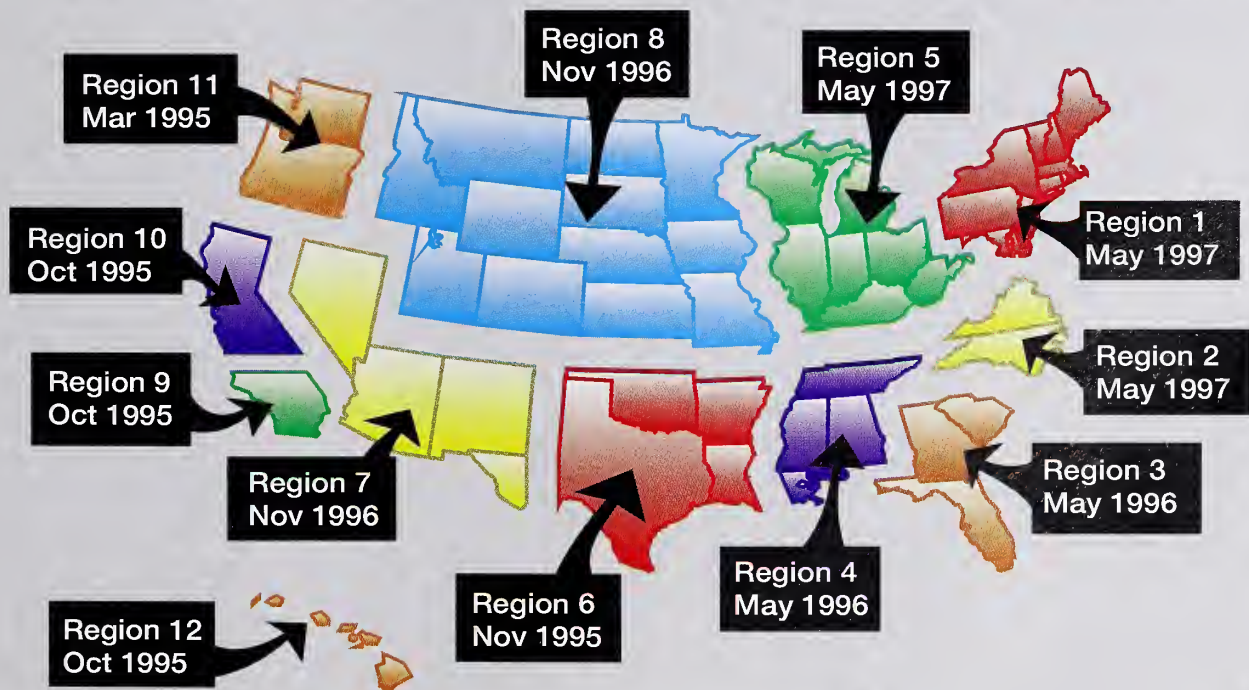 Region 8
Nov 1996
Region 5
May 1997
Region 11
Mar 1995
Region 1
May 1997
Region 10
Oct 1995
Region 2
May 1997
Region 9
Oct 1995
Region 7
Nov 1996
Region 3
May 1996
Region 4
May 1996
Region 6
Nov 1995
Region 12
Oct 1995